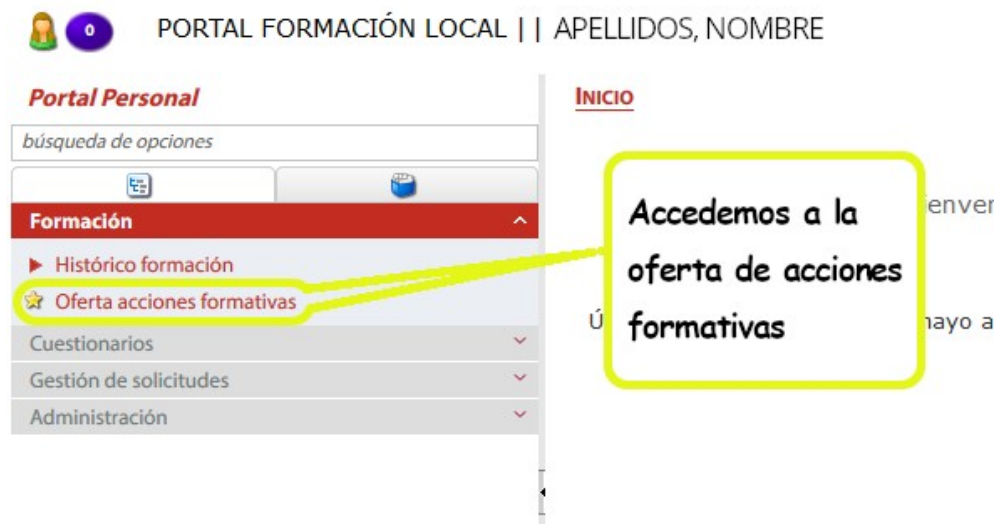 0 PORTAL FORMACIÓN LOCAL || APELLIDOS, NOMBRE
Portal Personal
búsqueda de opciones
Formación
Histórico formación
Oferta acciones formativas
Cuestionarios
Gestión de solicitudes
Administración
INICIO
Accedemos a la
oferta de acciones
formativas